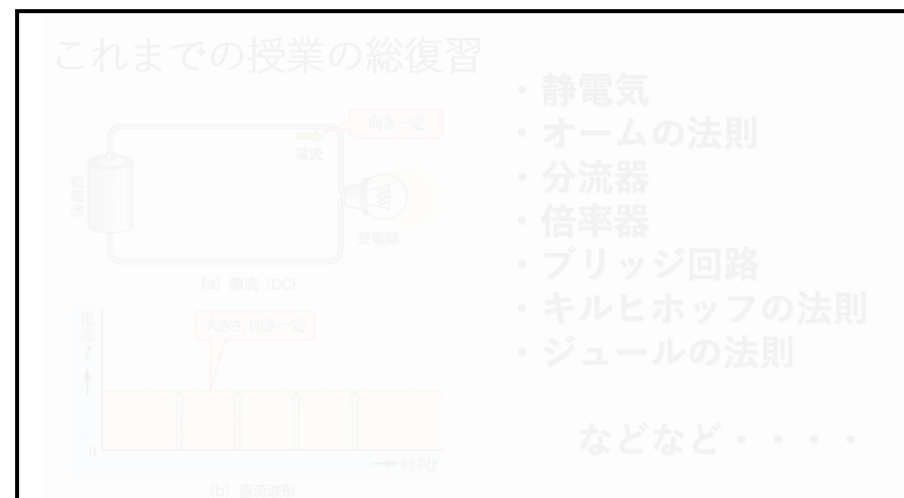 これまでの授業の総復習
向き一定
電流
乾電池
豆電球
(a) 直流 (DC)
大きさ, 向き一定
電流 I
0
時間t
(b) 直流波形
・静電気
・オームの法則
・分流器
・倍率器
・ブリッジ回路
・キルヒホッフの法則
・ジュールの法則
などなど・・・・